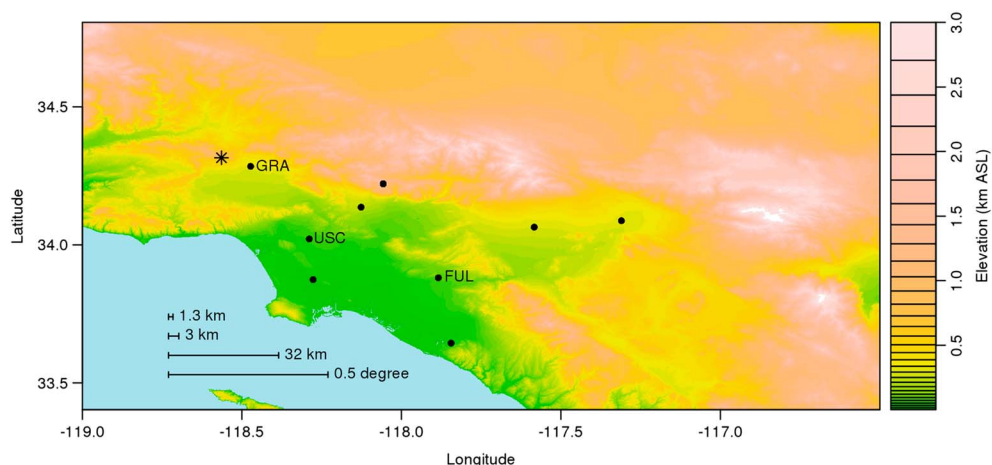 34.5
34.0
33.5
Latitude
GRA
USC
FUL
1.3 km
3 km
32 km
0.5 degree
-119.0
-118.5
-118.0
-117.5
-117.0
Longitude
3.0
2.5
2.0
1.5
1.0
0.5
Elevation (km ASL)